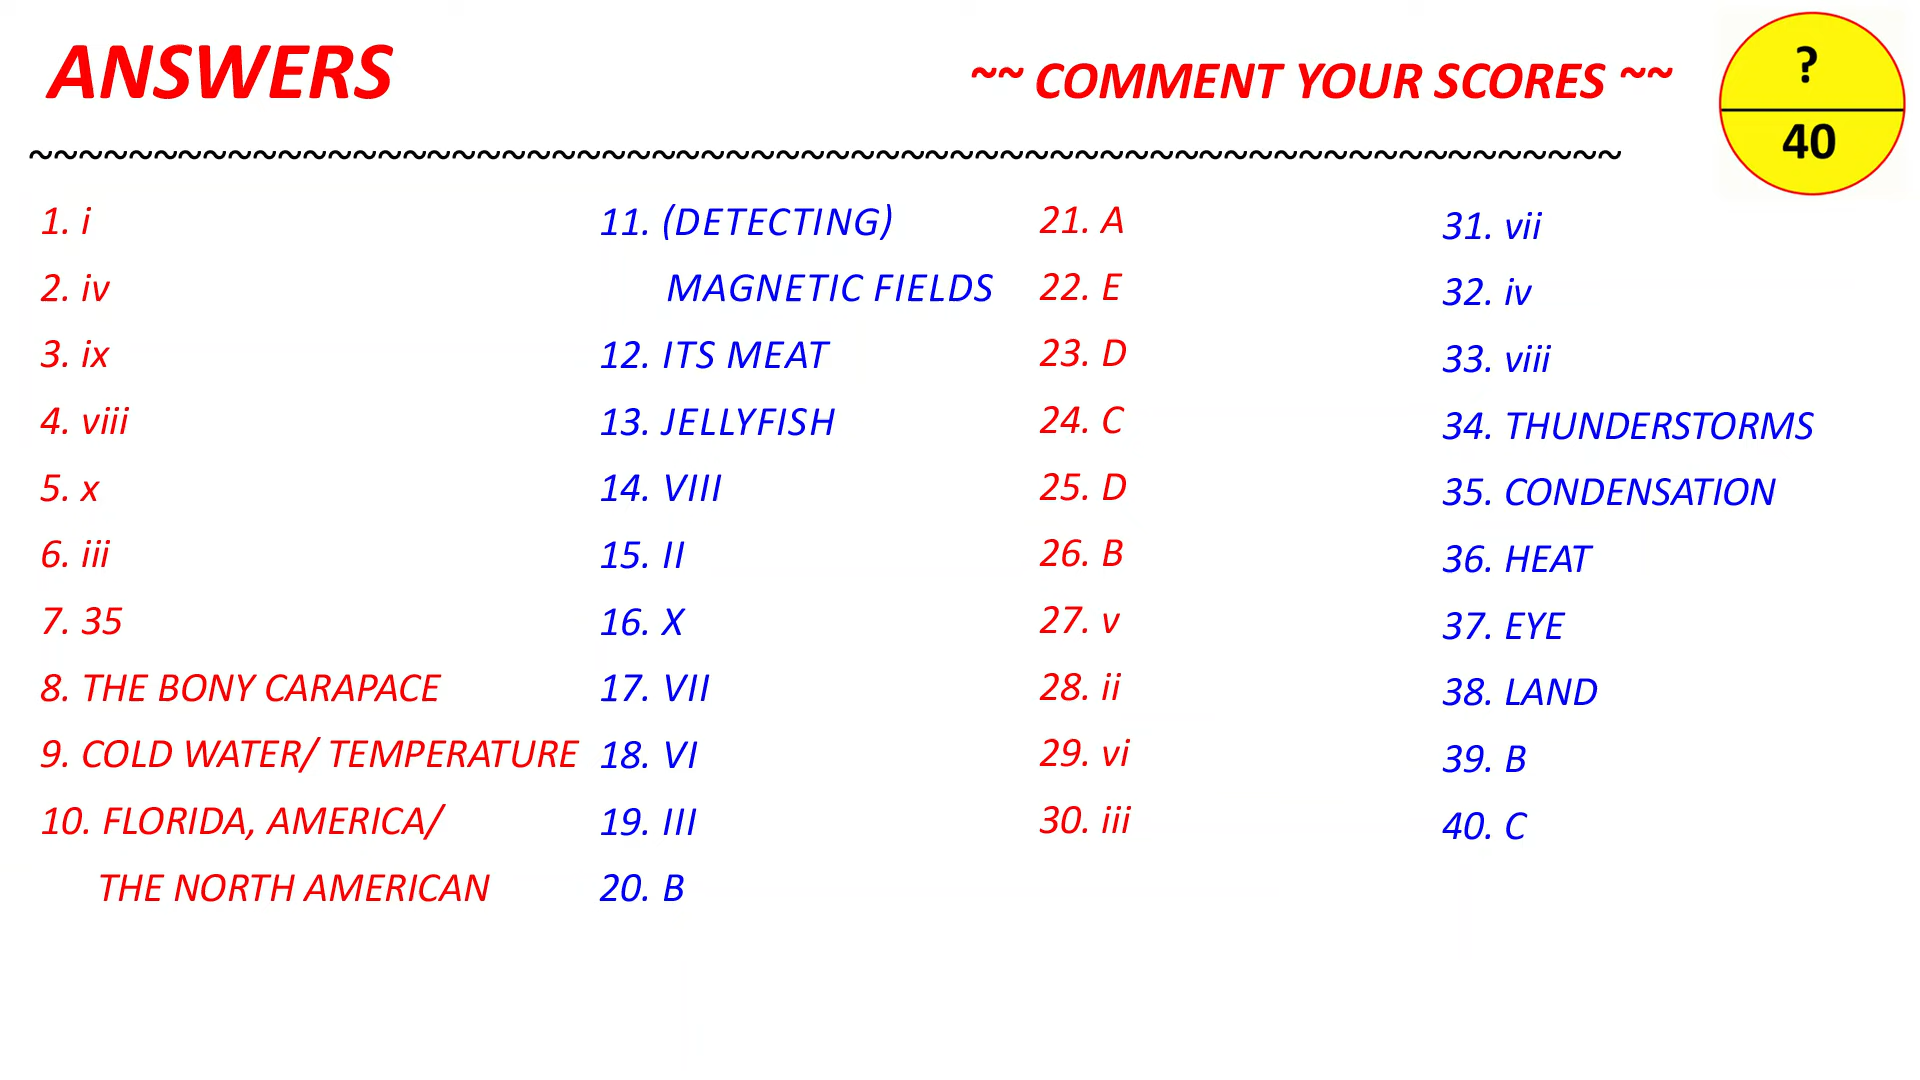 ANSWERS
~~ COMMENT YOUR SCORES ~~
?
40
~~~~~~~~~~~~~~~~~~~~~~~~~~~~~~~~~~~~~~~~~~~~~~~~~~~~~~~~~~~~~~~~
1. i
2. iv
3. ix
4. viii
5. x
6. iii
7. 35
8. THE BONY CARAPACE
9. COLD WATER/ TEMPERATURE
10. FLORIDA, AMERICA/
THE NORTH AMERICAN
11. (DETECTING)
MAGNETIC FIELDS
12. ITS MEAT
13. JELLYFISH
14. VIII
15. II
16. X
17. VII
18. VI
19. III
20. B
21. A
22. E
23. D
24. C
25. D
26. B
27. v
28. ii
29. vi
30. iii
31. vii
32. iv
33. viii
34. THUNDERSTORMS
35. CONDENSATION
36. HEAT
37. EYE
38. LAND
39. B
40. C